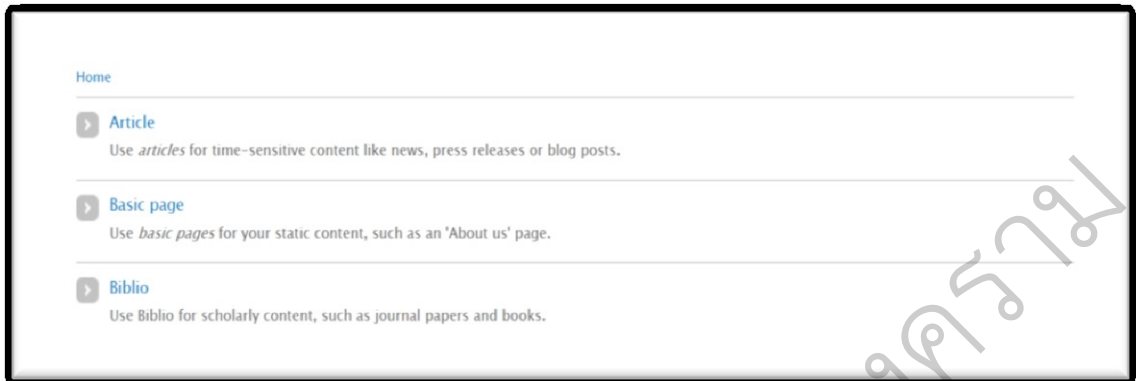 Home
Article
Use articles for time-sensitive content like news, press releases or blog posts.
Basic page
Use basic pages for your static content, such as an 'About us' page.
Biblio
Use Biblio for scholarly content, such as journal papers and books.